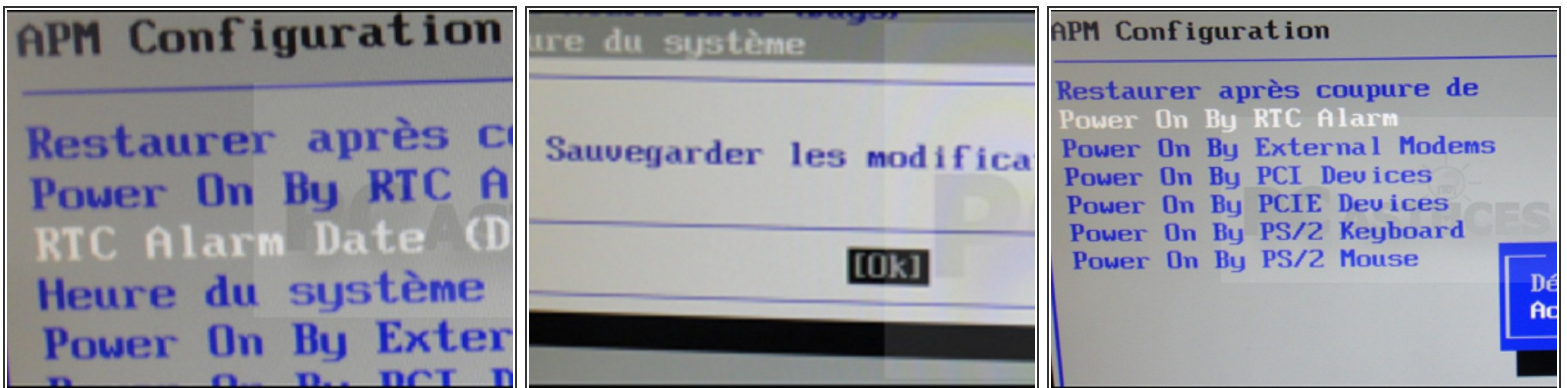 APM Configuration
Restaurer après c
Power On By RTC A
RTC Alarm Date (D
Heure du système
Power On By Exter
ure du système
Sauvegarder les modifica
[Ok]
APM Configuration
Restaurer après coupure de
Power On By RTC Alarm
Power On By External Modems
Power On By PCI Devices
Power On By PCIE Devices
Power On By PS/2 Keyboard
Power On By PS/2 Mouse
Dé
Ac